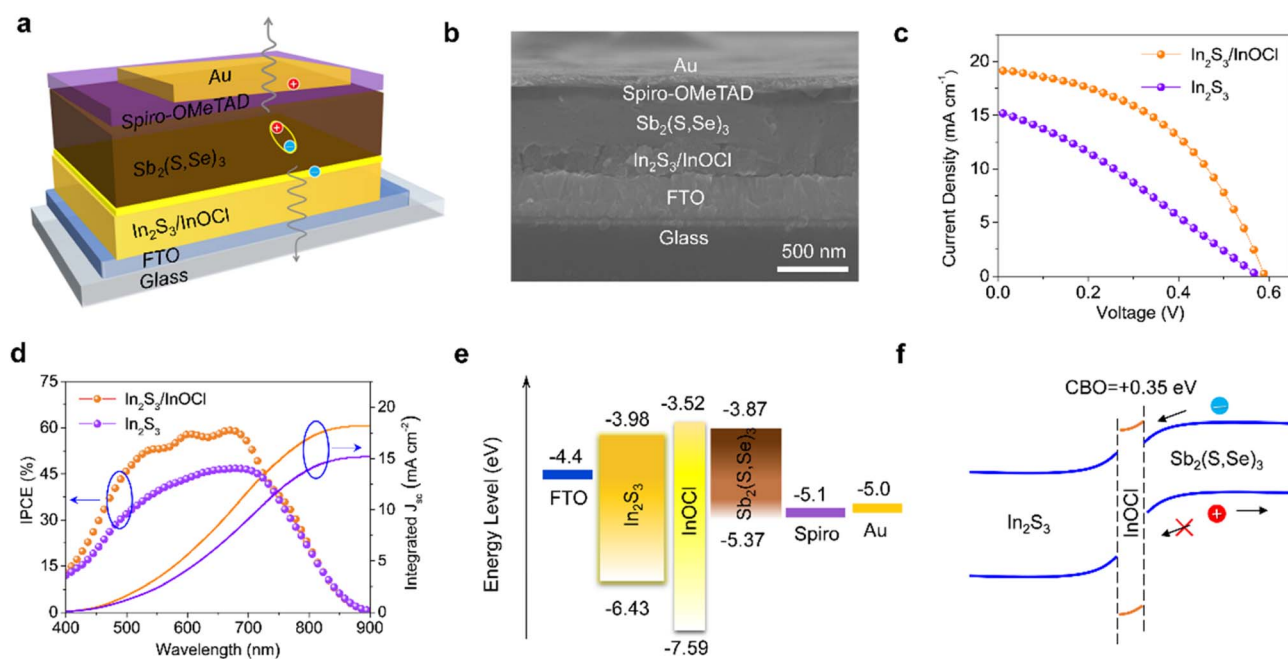 a
Au
Spiro-OMeTAD
Sb2(S,Se)3
In2S3/InOCl
FTO
Glass
b
Au
Spiro-OMeTAD
Sb2(S,Se)3
In2S3/InOCl
FTO
Glass
500 nm
c
In2S3/InOCl
In2S3
20
15
10
5
0
0.0
0.2
0.4
0.6
Current Density (mA cm-1)
Voltage (V)
d
In2S3/InOCl
In2S3
75
60
45
30
15
0
20
15
10
5
0
400
500
600
700
800
900
IPCE (%)
Integrated Jsc (mA cm-2)
Wavelength (nm)
e
Energy Level (eV)
-4.4
FTO
-3.98
In2S3
-6.43
-3.52
InOCl
-7.59
-3.87
Sb2(S,Se)3
-5.37
-5.1
Spiro
-5.0
Au
f
CBO=+0.35 eV
In2S3
InOCl
Sb2(S,Se)3